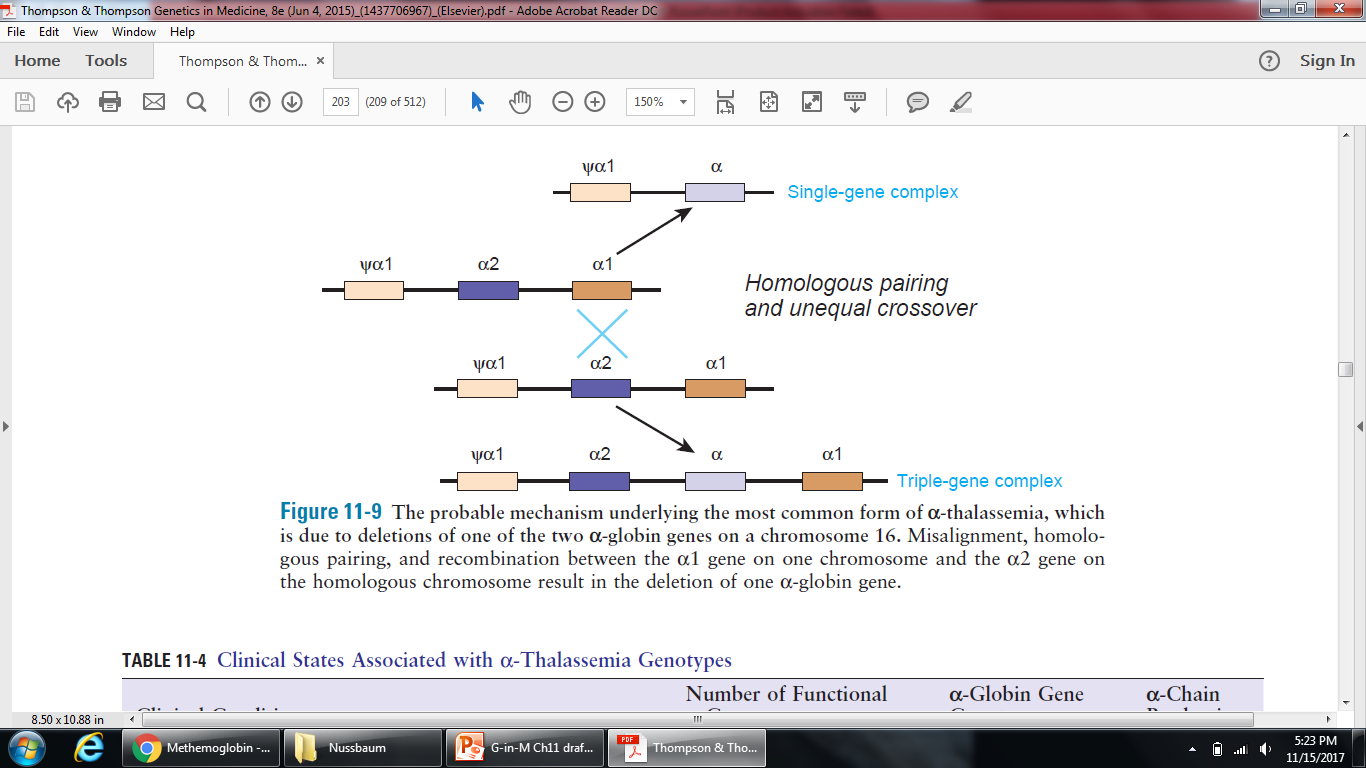 Thompson & Thompson Genetics in Medicine, 8e (Jun 4, 2015)_(1437706967)_(Elsevier).pdf - Adobe Acrobat Reader DC
File Edit View Window Help
Home Tools Thompson & Thom... × ? Sign In
203 (209 of 512) 150%
ψα1 α
Single-gene complex
ψα1 α2 α1
Homologous pairing
and unequal crossover
ψα1 α2 α1
ψα1 α2 α α1
Triple-gene complex
Figure 11-9 The probable mechanism underlying the most common form of α-thalassemia, which
is due to deletions of one of the two α-globin genes on a chromosome 16. Misalignment, homolo-
gous pairing, and recombination between the α1 gene on one chromosome and the α2 gene on
the homologous chromosome result in the deletion of one α-globin gene.
TABLE 11-4 Clinical States Associated with α-Thalassemia Genotypes
Number of Functional α-Globin Gene α-Chain
8.50 x 10.88 in
Methemoglobin -... Nussbaum G-in-M Ch11 draf... Thompson & Tho...
5:23 PM
11/15/2017